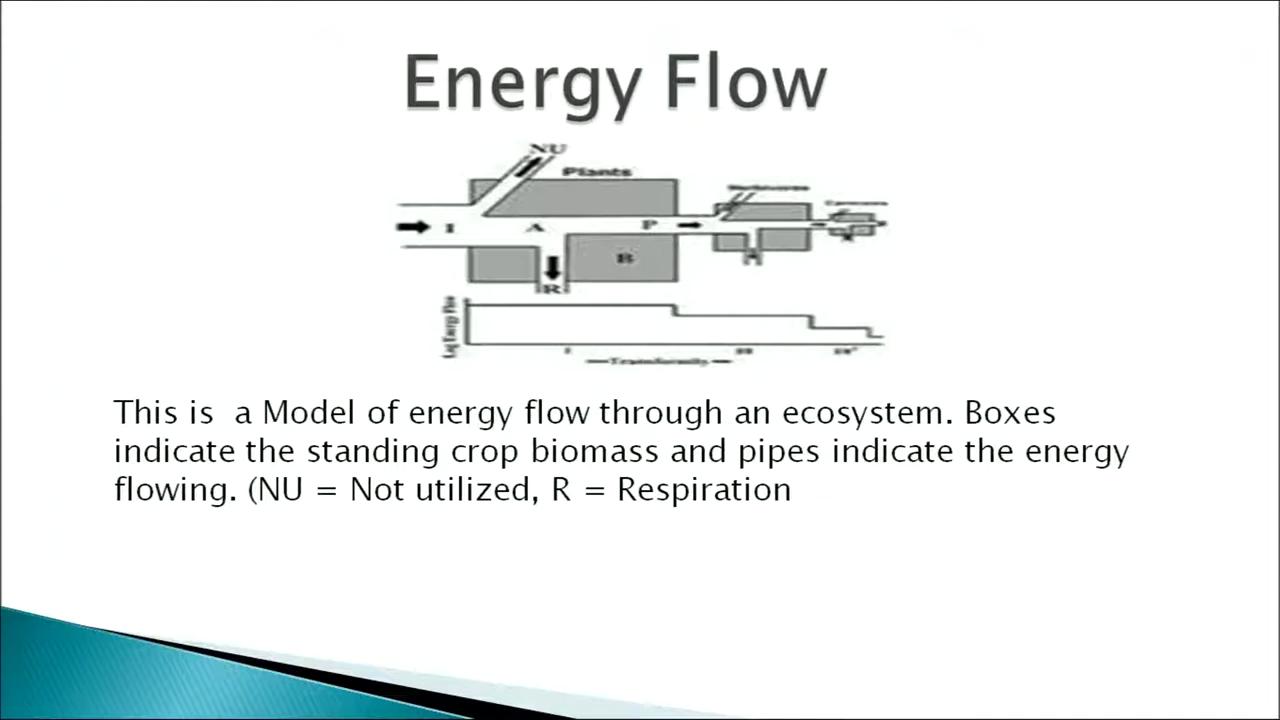 Energy Flow
NU
Plants
I A P
B
R
This is a Model of energy flow through an ecosystem. Boxes
indicate the standing crop biomass and pipes indicate the energy
flowing. (NU = Not utilized, R = Respiration